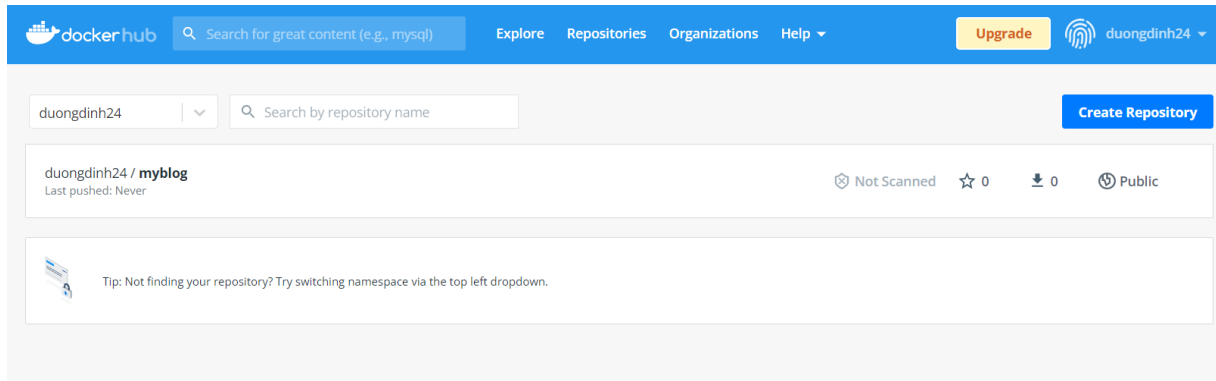 dockerhub Search for great content (e.g., mysql) Explore Repositories Organizations Help Upgrade duongdinh24
duongdinh24 Search by repository name Create Repository
duongdinh24 / myblog
Last pushed: Never
Not Scanned 0 0 Public
Tip: Not finding your repository? Try switching namespace via the top left dropdown.